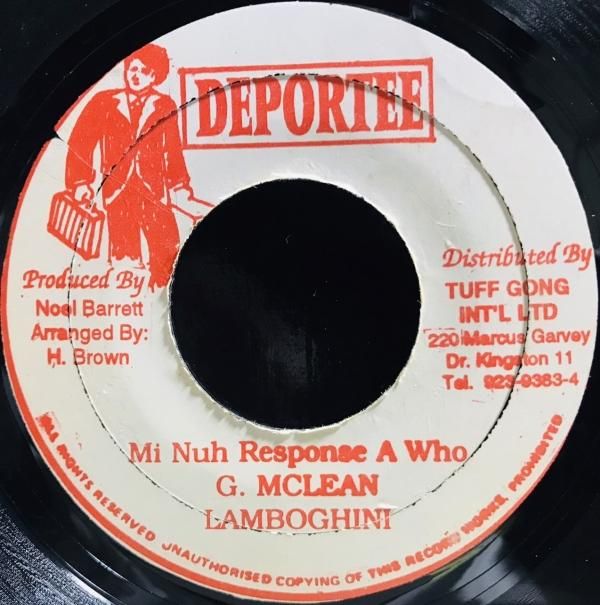 DEPORTEE
Produced By
Noel Barrett
Arranged By:
H. Brown
Distributed By
TUFF GONG
INT'L LTD
220 Marcus Garvey
Dr. Kingston 11
Tel. 923-9383-4
Mi Nuh Response A Who
G. MCLEAN
LAMBOGHINI
ALL RIGHTS RESERVED UNAUTHORISED COPYING OF THIS RECORD WORKS. PROHIBITED